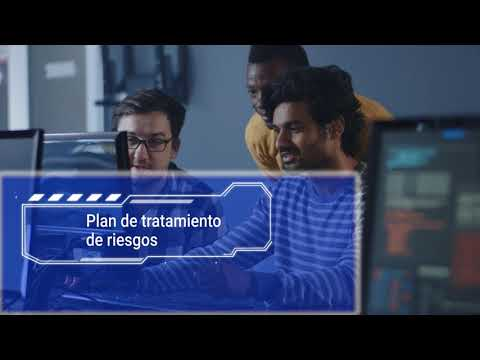 Plan de tratamiento
de riesgos